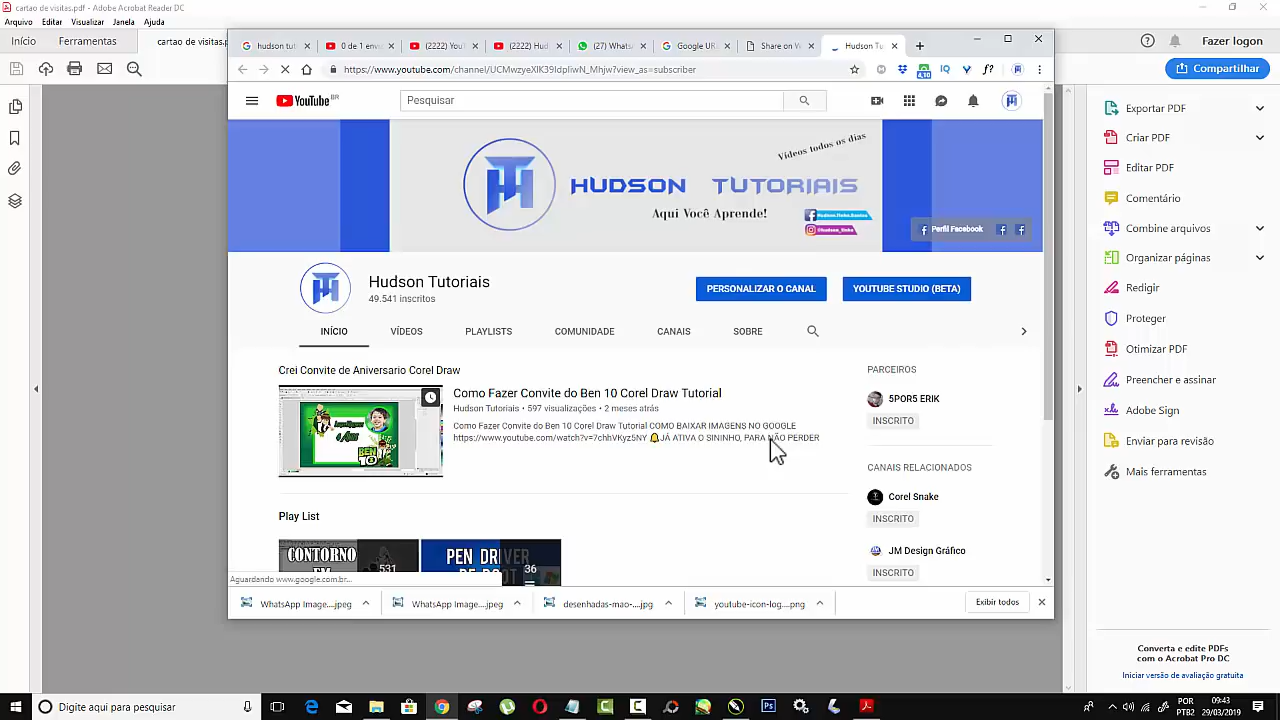 cartao de visitas.pdf - Adobe Acrobat Reader DC
Arquivo Editar Visualizar Janela Ajuda
Início Ferramentas cartao de visitas.p
Fazer logon
Compartilhar
hudson tut
0 de 1 env
(2222) You
(2222) Hud
(27) Whats
Google UR
Share on V
Hudson Tu
https://www.youtube.com/channel/UCMwzyeXIK39IdpIiwN_Mhjw?view_as=subscriber
4,10
IQ
f?
YouTube BR
Pesquisar
Vídeos todos os dias
HUDSON TUTORIAIS
Aqui Você Aprende!
Perfil Facebook
Hudson Tutoriais
49.541 inscritos
PERSONALIZAR O CANAL
YOUTUBE STUDIO (BETA)
INÍCIO VÍDEOS PLAYLISTS COMUNIDADE CANAIS SOBRE
Crei Convite de Aniversario Corel Draw
Como Fazer Convite do Ben 10 Corel Draw Tutorial
Hudson Tutoriais • 597 visualizações • 2 meses atrás
Como Fazer Convite do Ben 10 Corel Draw Tutorial COMO BAIXAR IMAGENS NO GOOGLE
https://www.youtube.com/watch?v=7chhVKyz5NY 🔔JÁ ATIVA O SININHO, PARA NÃO PERDER
BEN
10
PARCEIROS
5POR5 ERIK
INSCRITO
CANAIS RELACIONADOS
Corel Snake
INSCRITO
JM Design Gráfico
INSCRITO
Play List
CONTORNO
EM
531
PEN DRIVER
DE BOOT
36
Aguardando www.google.com.br...
WhatsApp Image....jpeg
WhatsApp Image....jpeg
desenhadas-mao-....jpg
youtube-icon-log....png
Exibir todos
Exportar PDF
Criar PDF
Editar PDF
Comentário
Combine arquivos
Organizar páginas
Redigir
Proteger
Otimizar PDF
Preencher e assinar
Adobe Sign
Enviar para revisão
Mais ferramentas
Converta e edite PDFs
com o Acrobat Pro DC
Iniciar versão de avaliação gratuita
Digite aqui para pesquisar
POR
PTB2
09:43
29/03/2019